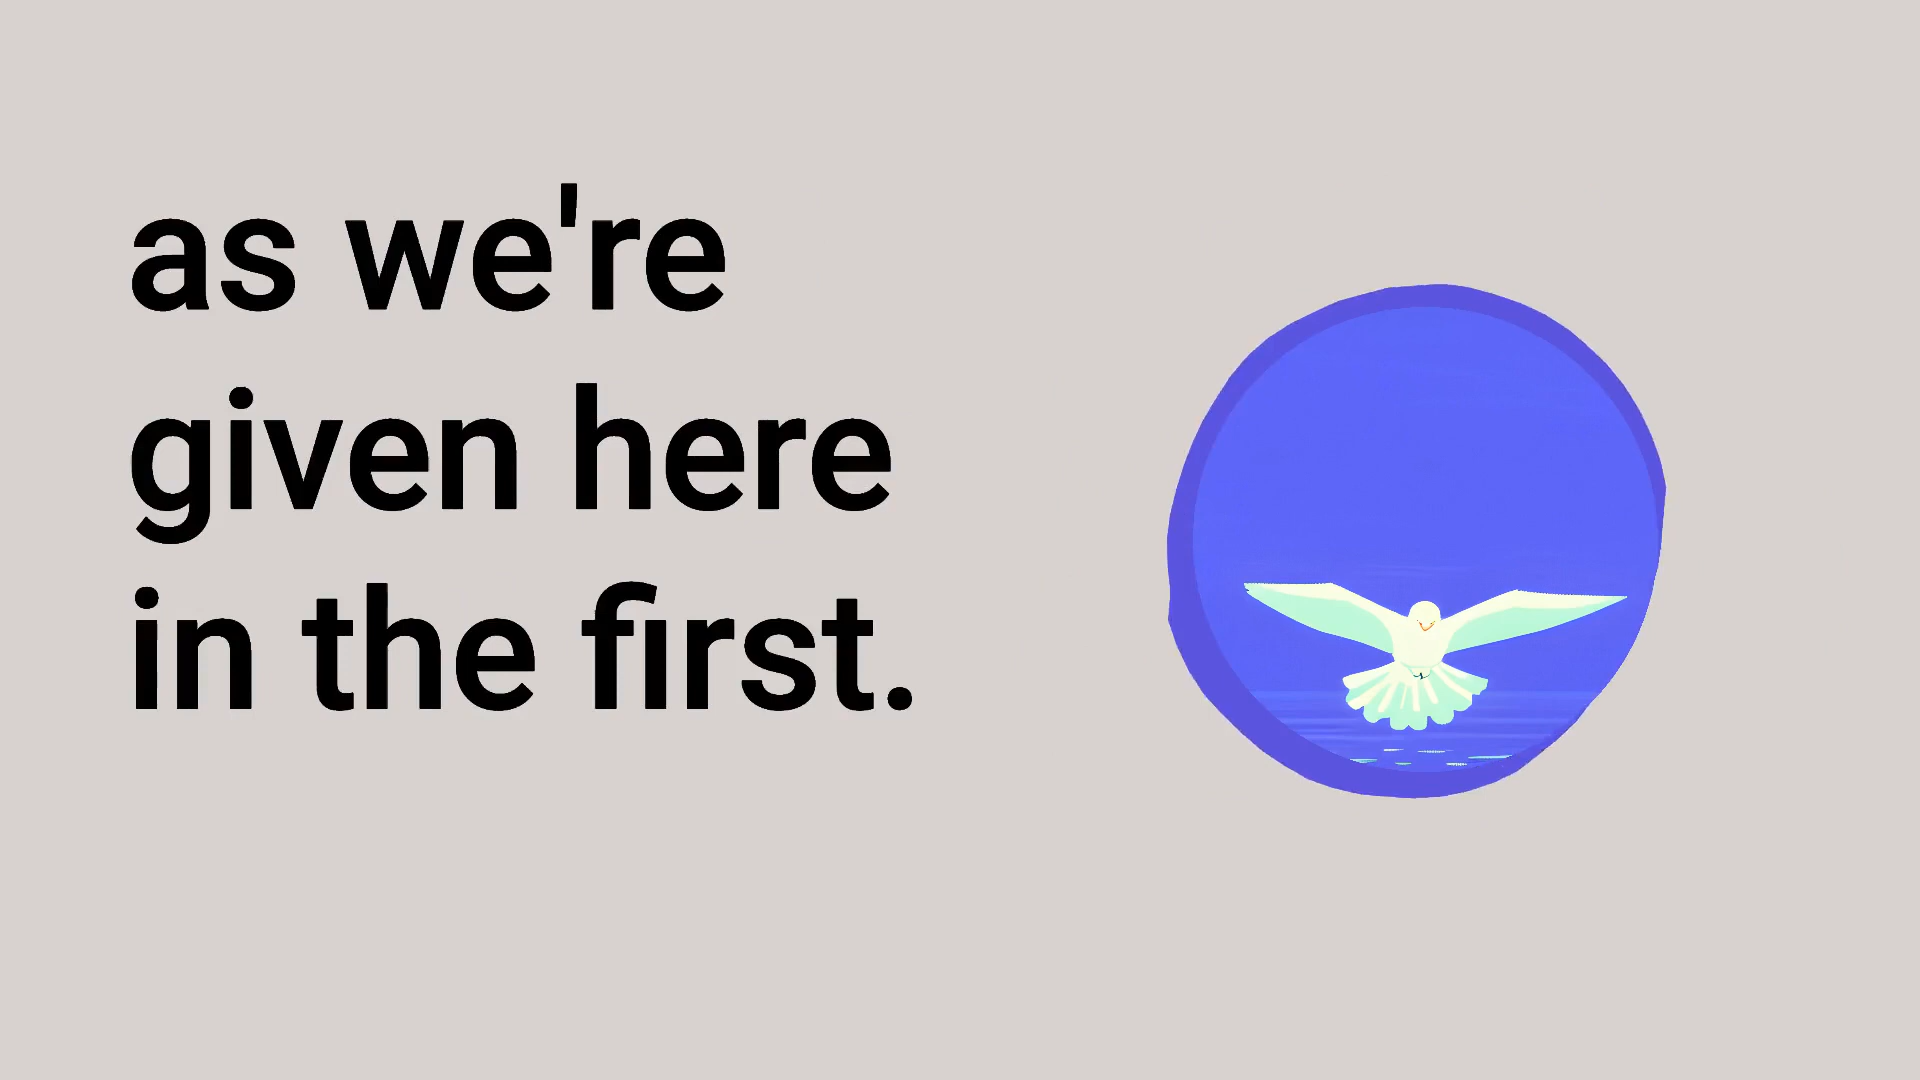 as we're
given here
in the first.